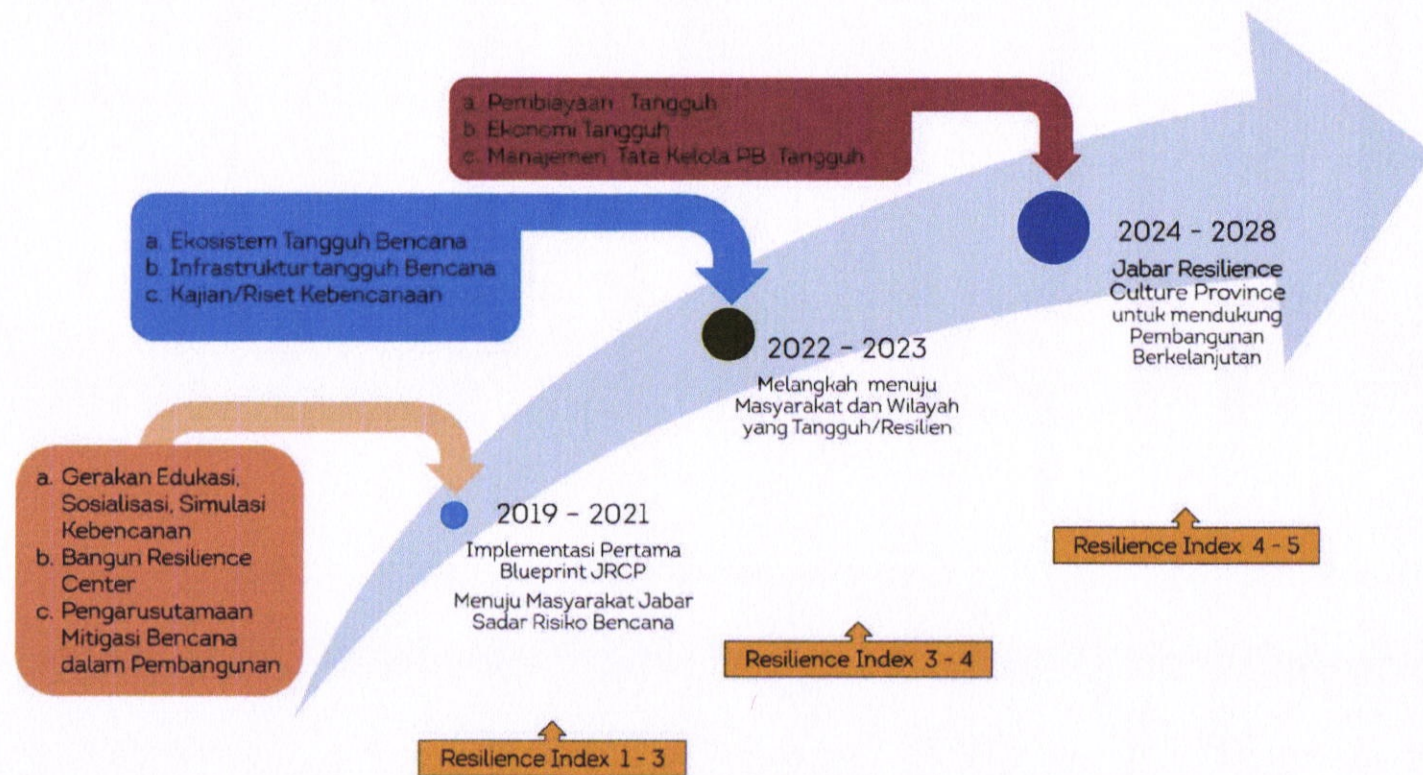 a. Pembiayaan Tangguh
b. Ekonomi Tangguh
c. Manajemen Tata Kelola PB Tangguh
a. Ekosistem Tangguh Bencana
b. Infrastruktur tangguh Bencana
c. Kajian/Riset Kebencanaan
a. Gerakan Edukasi,
Sosialisasi, Simulasi
Kebencanan
b. Bangun Resilience
Center
c. Pengarusutamaan
Mitigasi Bencana
dalam Pembangunan
2019 - 2021
Implementasi Pertama
Blueprint JRCP
Menuju Masyarakat Jabar
Sadar Risiko Bencana
2022 - 2023
Melangkah menuju
Masyarakat dan Wilayah
yang Tangguh/Resilien
2024 - 2028
Jabar Resilience
Culture Province
untuk mendukung
Pembangunan
Berkelanjutan
Resilience Index 1 - 3
Resilience Index 3 - 4
Resilience Index 4 - 5